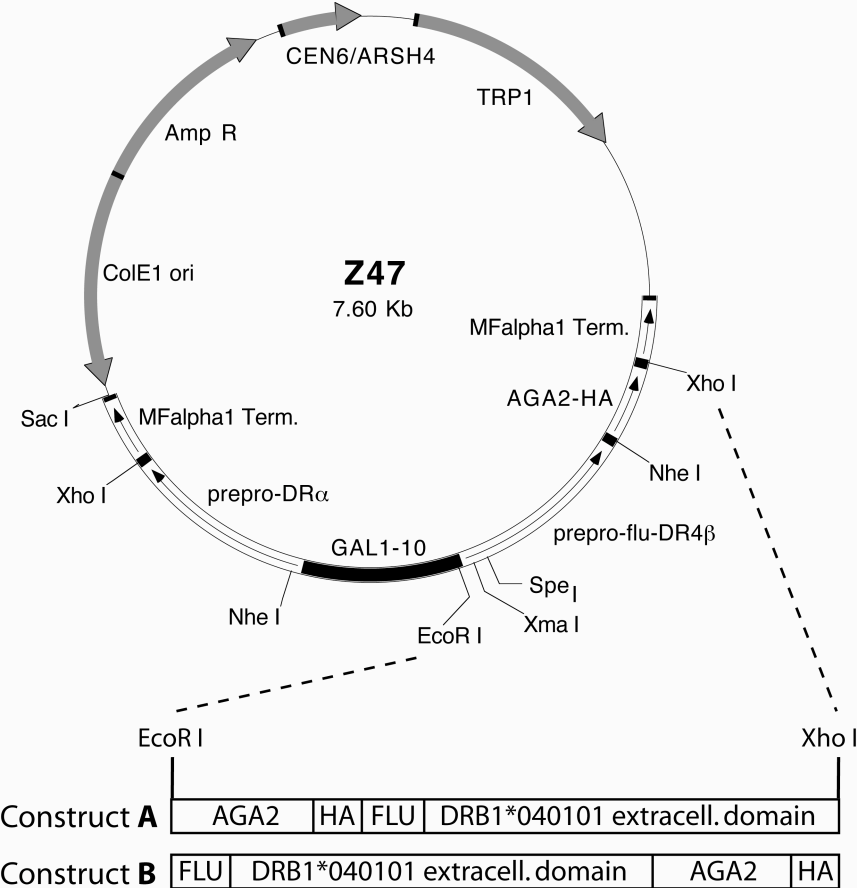 CEN6/ARSH4
TRP1
Amp R
ColE1 ori
Z47
7.60 Kb
MFalpha1 Term.
Xho I
AGA2-HA
Sac I
MFalpha1 Term.
Nhe I
Xho I
prepro-DRα
prepro-flu-DR4β
GAL1-10
Spe I
Nhe I
EcoR I
Xma I
EcoR I
Xho I
Construct A AGA2 HA FLU DRB1*040101 extracell. domain
Construct B FLU DRB1*040101 extracell. domain AGA2 HA